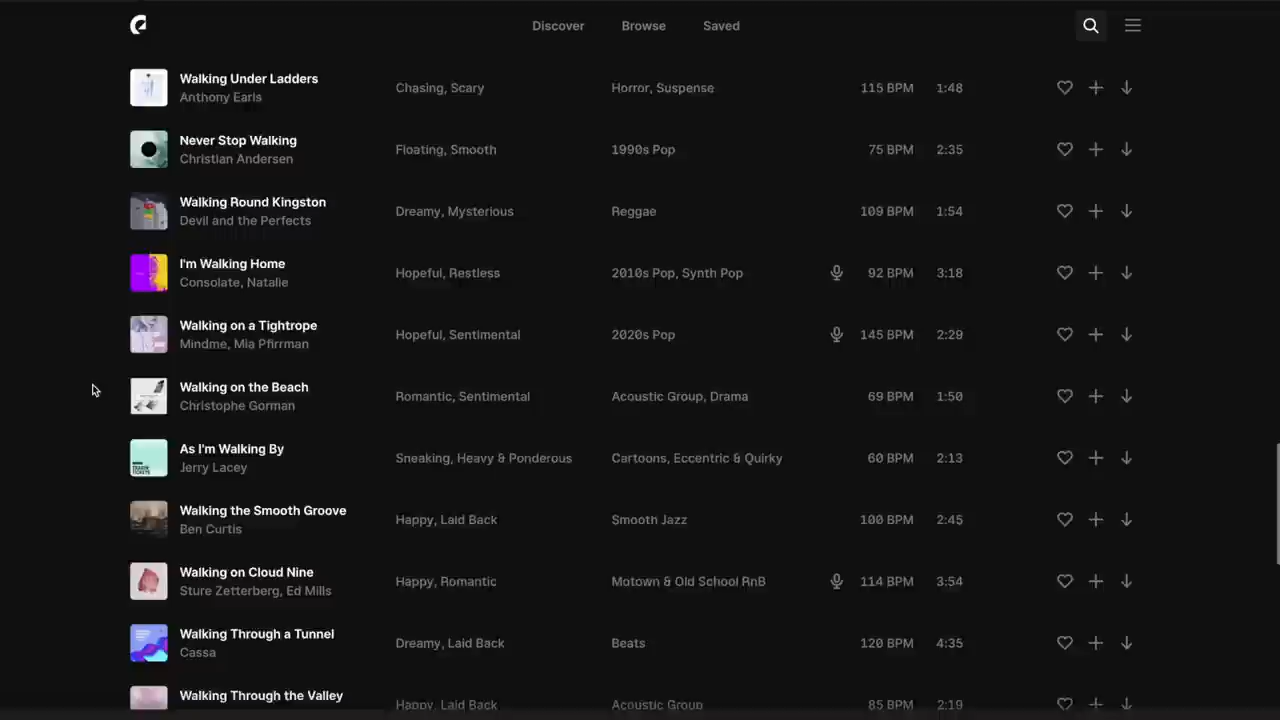 Discover Browse Saved
Walking Under Ladders
Anthony Earls
Chasing, Scary Horror, Suspense 115 BPM 1:48
Never Stop Walking
Christian Andersen
Floating, Smooth 1990s Pop 75 BPM 2:35
Walking Round Kingston
Devil and the Perfects
Dreamy, Mysterious Reggae 109 BPM 1:54
I'm Walking Home
Consolate, Natalie
Hopeful, Restless 2010s Pop, Synth Pop 92 BPM 3:18
Walking on a Tightrope
Mindme, Mia Pfirrman
Hopeful, Sentimental 2020s Pop 145 BPM 2:29
Walking on the Beach
Christophe Gorman
Romantic, Sentimental Acoustic Group, Drama 69 BPM 1:50
As I'm Walking By
Jerry Lacey
Sneaking, Heavy & Ponderous Cartoons, Eccentric & Quirky 60 BPM 2:13
Walking the Smooth Groove
Ben Curtis
Happy, Laid Back Smooth Jazz 100 BPM 2:45
Walking on Cloud Nine
Sture Zetterberg, Ed Mills
Happy, Romantic Motown & Old School RnB 114 BPM 3:54
Walking Through a Tunnel
Cassa
Dreamy, Laid Back Beats 120 BPM 4:35
Walking Through the Valley
Happy, Laid Back Acoustic Group 85 BPM 2:19